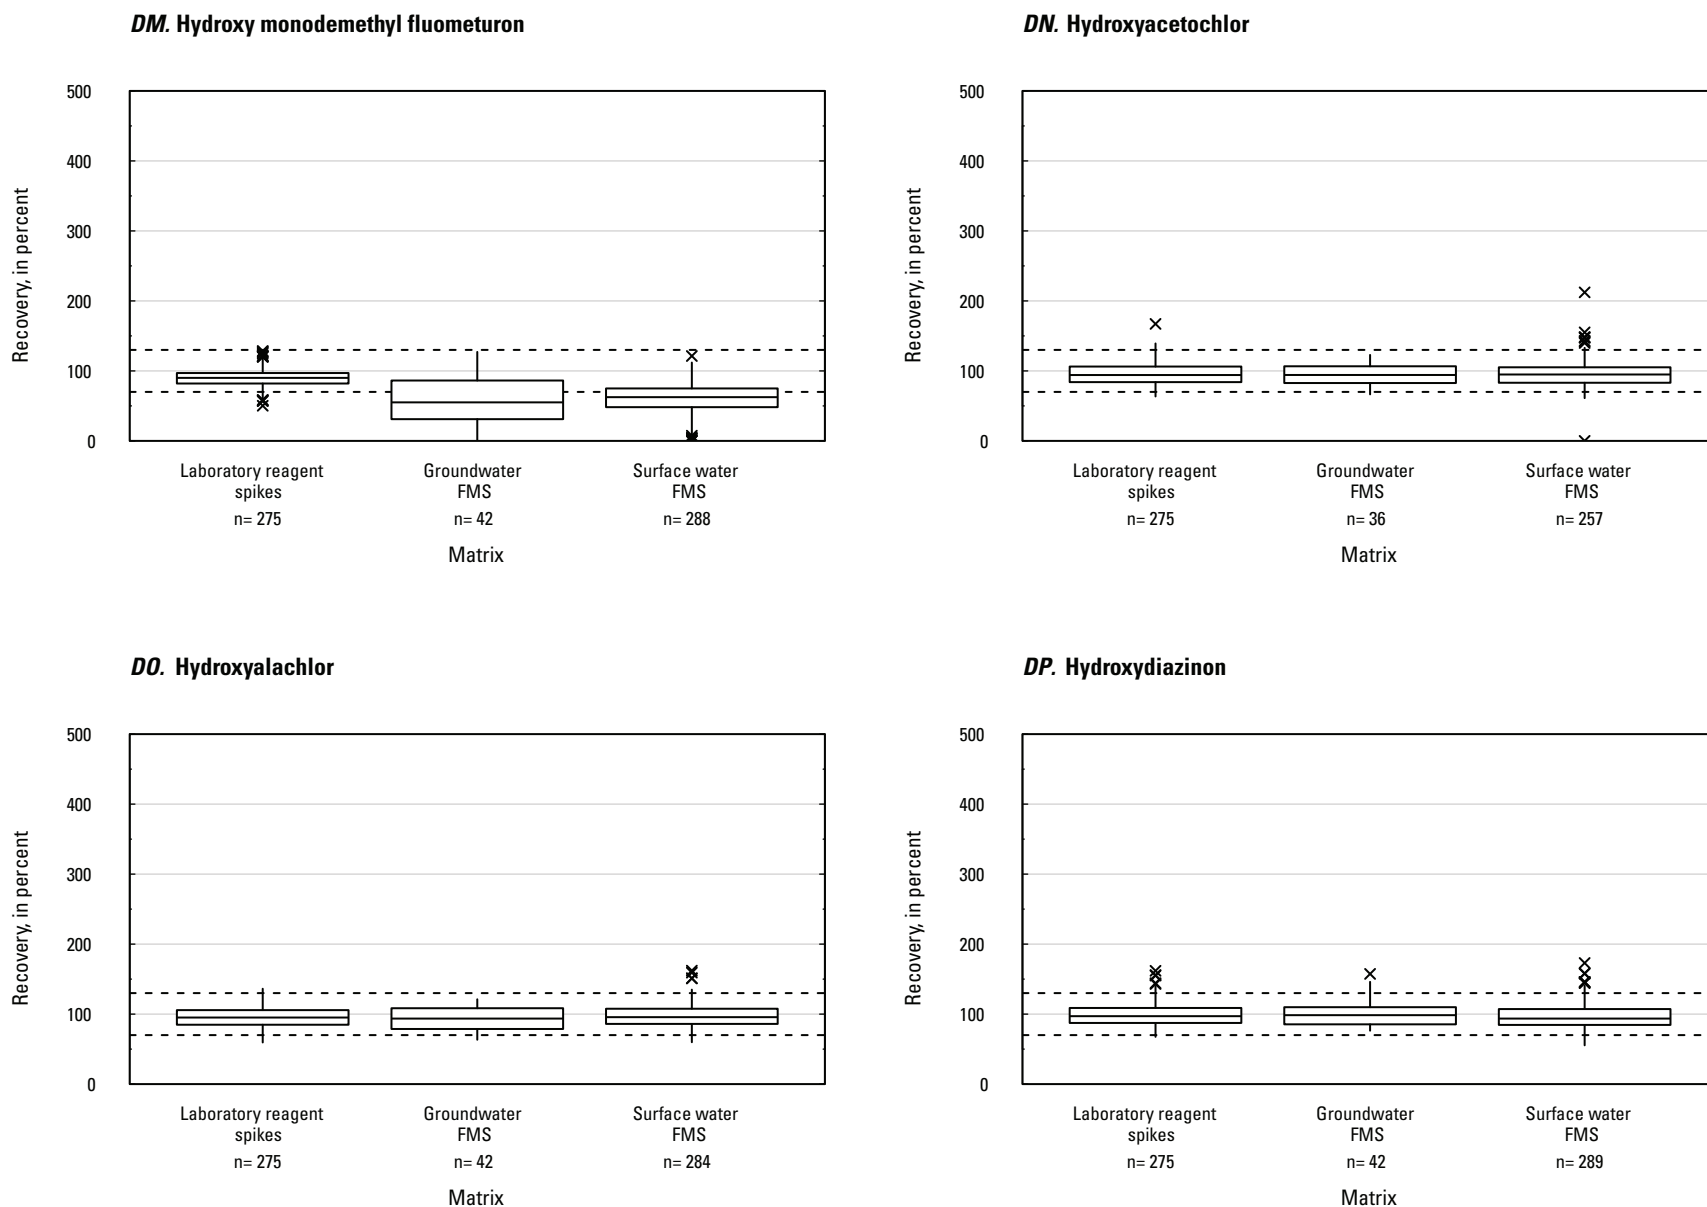 DM. Hydroxy monodemethyl fluometuron
500
400
300
200
100
0
Recovery, in percent
Laboratory reagent
spikes
n= 275
Groundwater
FMS
n= 42
Surface water
FMS
n= 288
Matrix
DN. Hydroxyacetochlor
500
400
300
200
100
0
Recovery, in percent
Laboratory reagent
spikes
n= 275
Groundwater
FMS
n= 36
Surface water
FMS
n= 257
Matrix
DO. Hydroxyalachlor
500
400
300
200
100
0
Recovery, in percent
Laboratory reagent
spikes
n= 275
Groundwater
FMS
n= 42
Surface water
FMS
n= 284
Matrix
DP. Hydroxydiazinon
500
400
300
200
100
0
Recovery, in percent
Laboratory reagent
spikes
n= 275
Groundwater
FMS
n= 42
Surface water
FMS
n= 289
Matrix